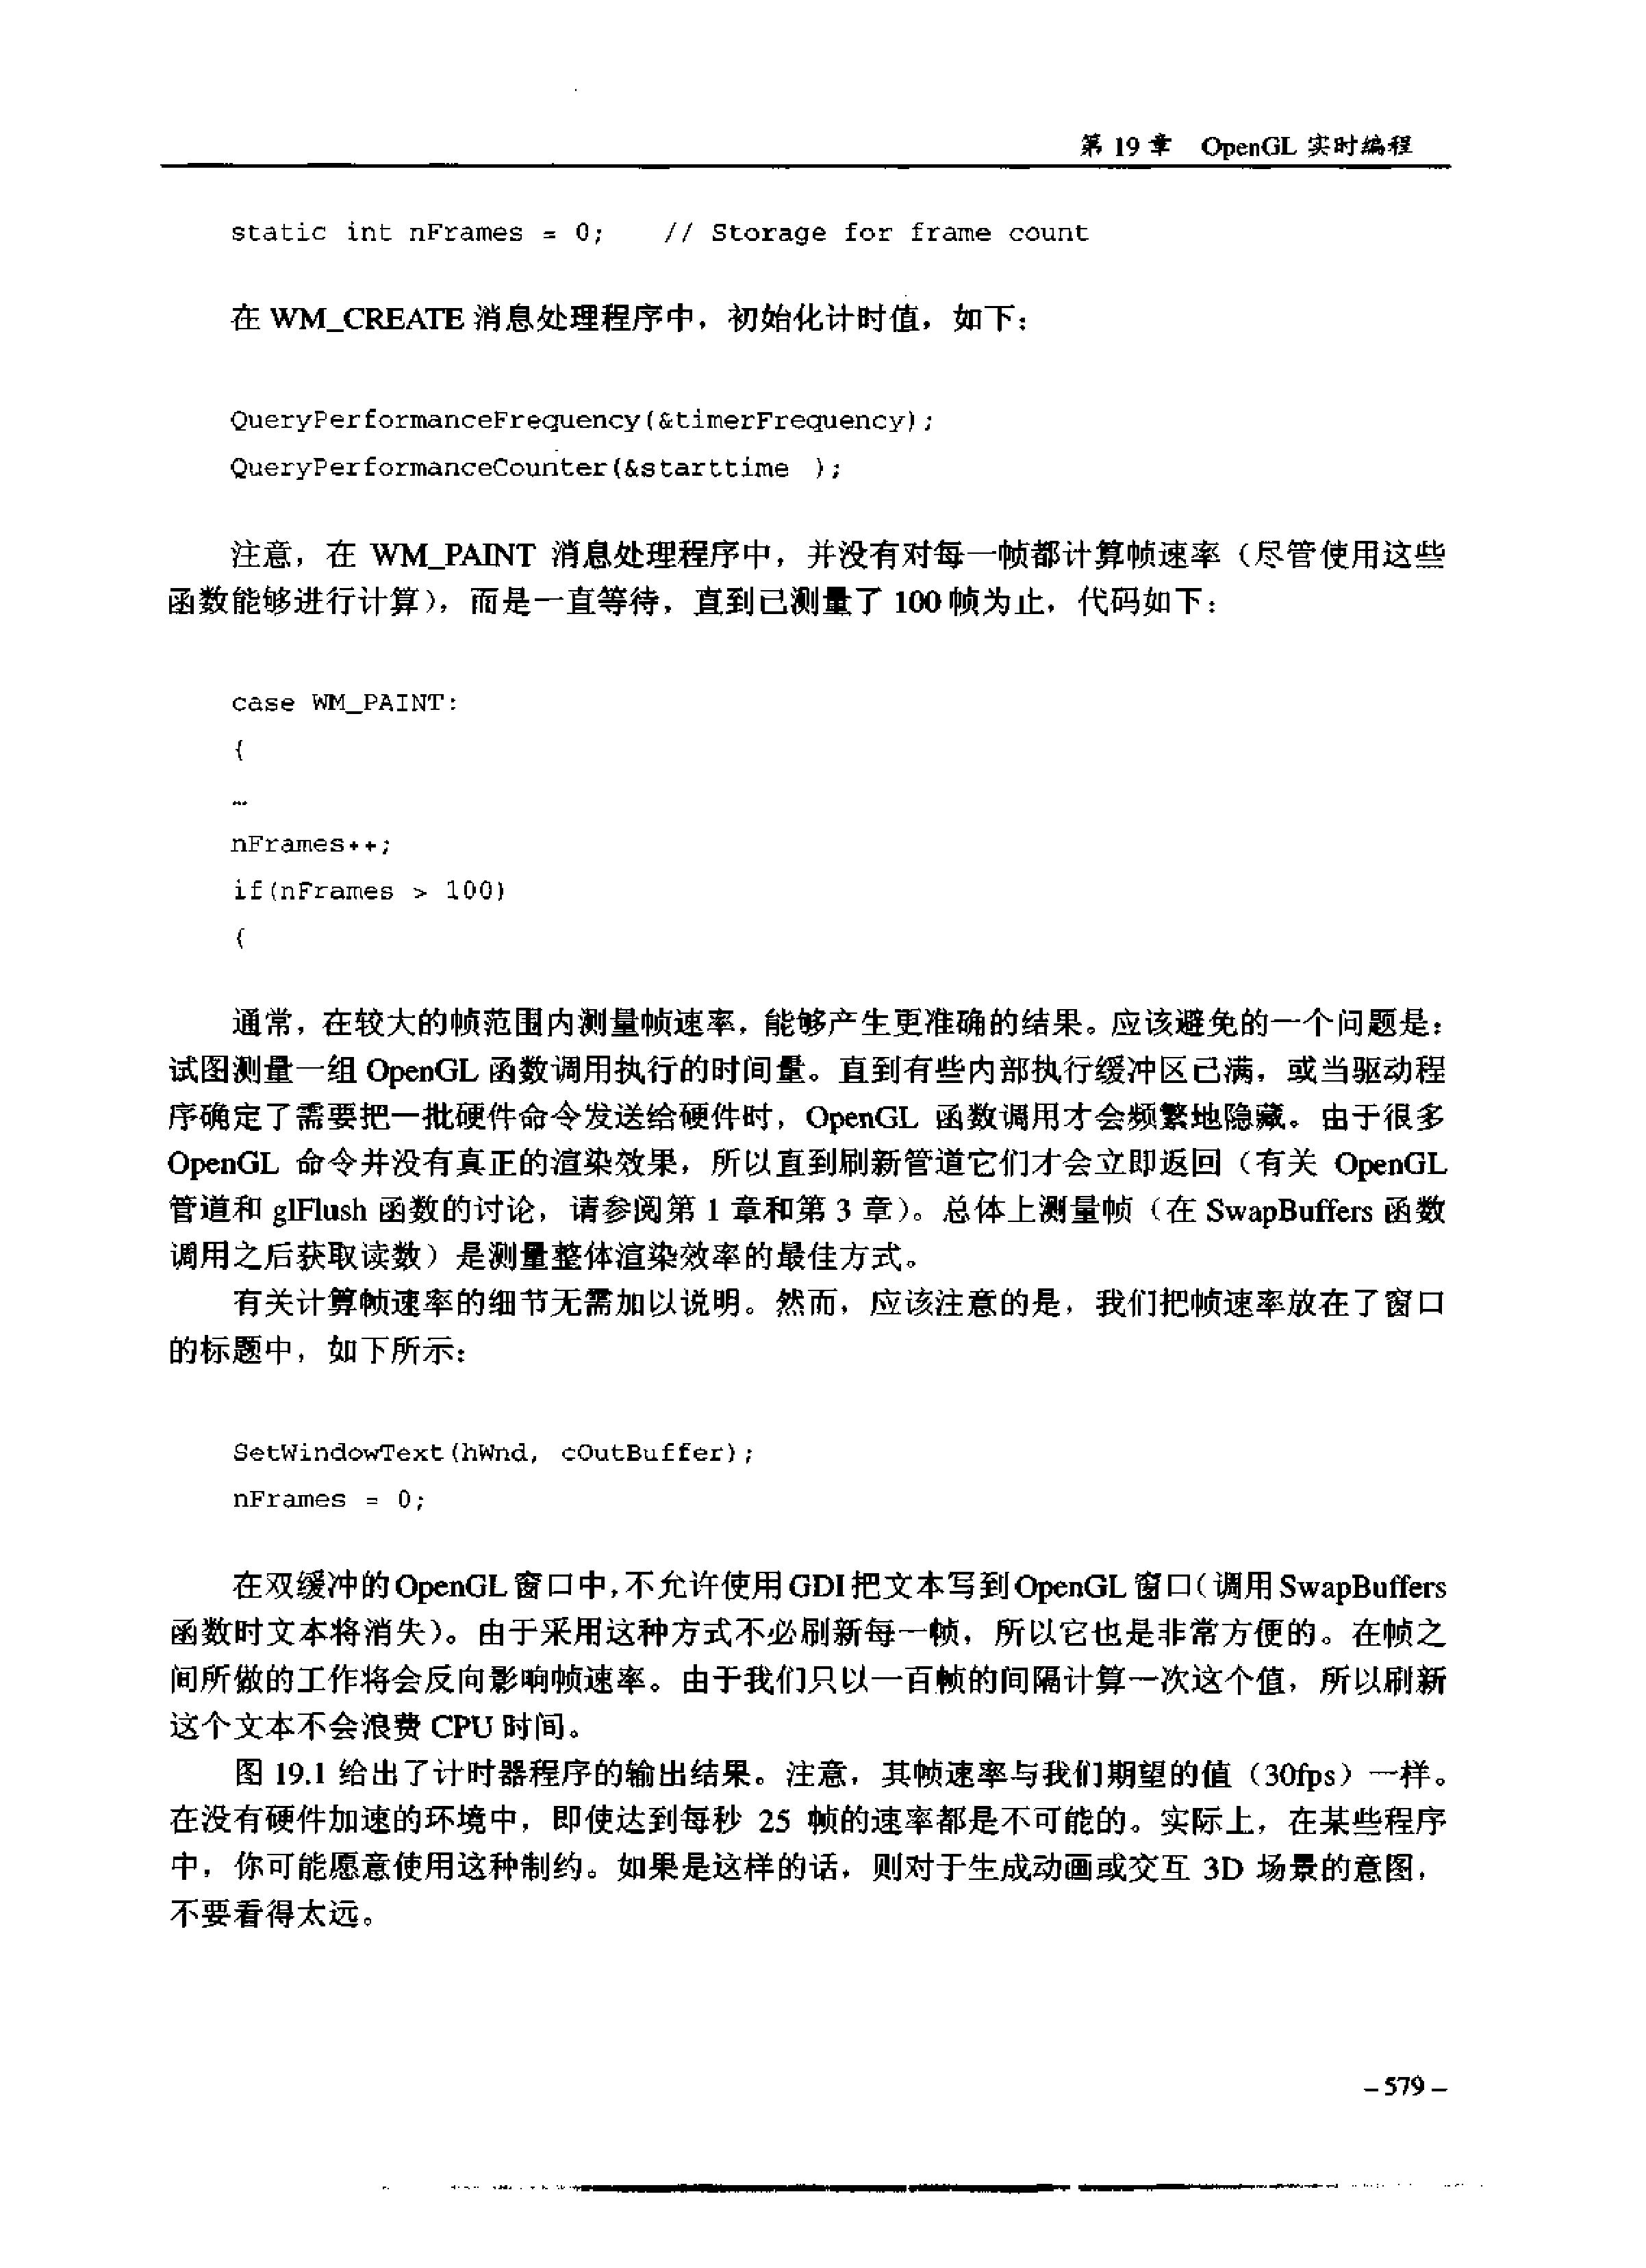 第 19 章 OpenGL 实时编程
static int nFrames = 0; // Storage for frame count
在 WM_CREATE 消息处理程序中，初始化计时值，如下：
QueryPerformanceFrequency(&timerFrequency);
QueryPerformanceCounter(&starttime );
注意，在 WM_PAINT 消息处理程序中，并没有对每一帧都计算帧速率（尽管使用这些
函数能够进行计算），而是一直等待，直到已测量了 100 帧为止，代码如下：
case WM_PAINT:
{
…
nFrames++;
if(nFrames > 100)
{
通常，在较大的帧范围内测量帧速率，能够产生更准确的结果。应该避免的一个问题是：
试图测量一组 OpenGL 函数调用执行的时间量。直到有些内部执行缓冲区已满，或当驱动程
序确定了需要把一批硬件命令发送给硬件时，OpenGL 函数调用才会频繁地隐藏。由于很多
OpenGL 命令并没有真正的渲染效果，所以直到刷新管道它们才会立即返回（有关 OpenGL
管道和 glFlush 函数的讨论，请参阅第 1 章和第 3 章）。总体上测量帧（在 SwapBuffers 函数
调用之后获取读数）是测量整体渲染效率的最佳方式。
有关计算帧速率的细节无需加以说明。然而，应该注意的是，我们把帧速率放在了窗口
的标题中，如下所示：
SetWindowText(hWnd, cOutBuffer);
nFrames = 0;
在双缓冲的 OpenGL 窗口中，不允许使用 GDI 把文本写到 OpenGL 窗口（调用 SwapBuffers
函数时文本将消失）。由于采用这种方式不必刷新每一帧，所以它也是非常方便的。在帧之
间所做的工作将会反向影响帧速率。由于我们只以一百帧的间隔计算一次这个值，所以刷新
这个文本不会浪费 CPU 时间。
图 19.1 给出了计时器程序的输出结果。注意，其帧速率与我们期望的值（30fps）一样。
在没有硬件加速的环境中，即使达到每秒 25 帧的速率都是不可能的。实际上，在某些程序
中，你可能愿意使用这种制约。如果是这样的话，则对于生成动画或交互 3D 场景的意图，
不要看得太远。
– 579 –